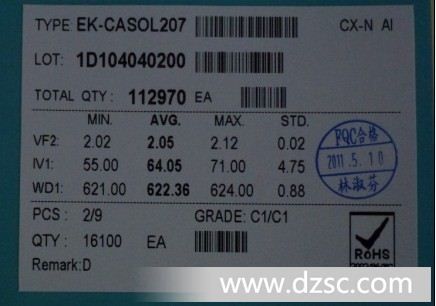 TYPE EK-CASOL207 CX-N AI
LOT: 1D104040200
TOTAL QTY : 112970 EA
MIN. AVG. MAX. STD.
VF2: 2.02 2.05 2.12 0.02
IV1: 55.00 64.05 71.00 4.75
WD1: 621.00 622.36 624.00 0.88
FQC合格
2011.5.10
林淑芬
PCS : 2/9 GRADE: C1/C1
QTY : 16100 EA
Remark:D
RoHS
www.dzsc.com